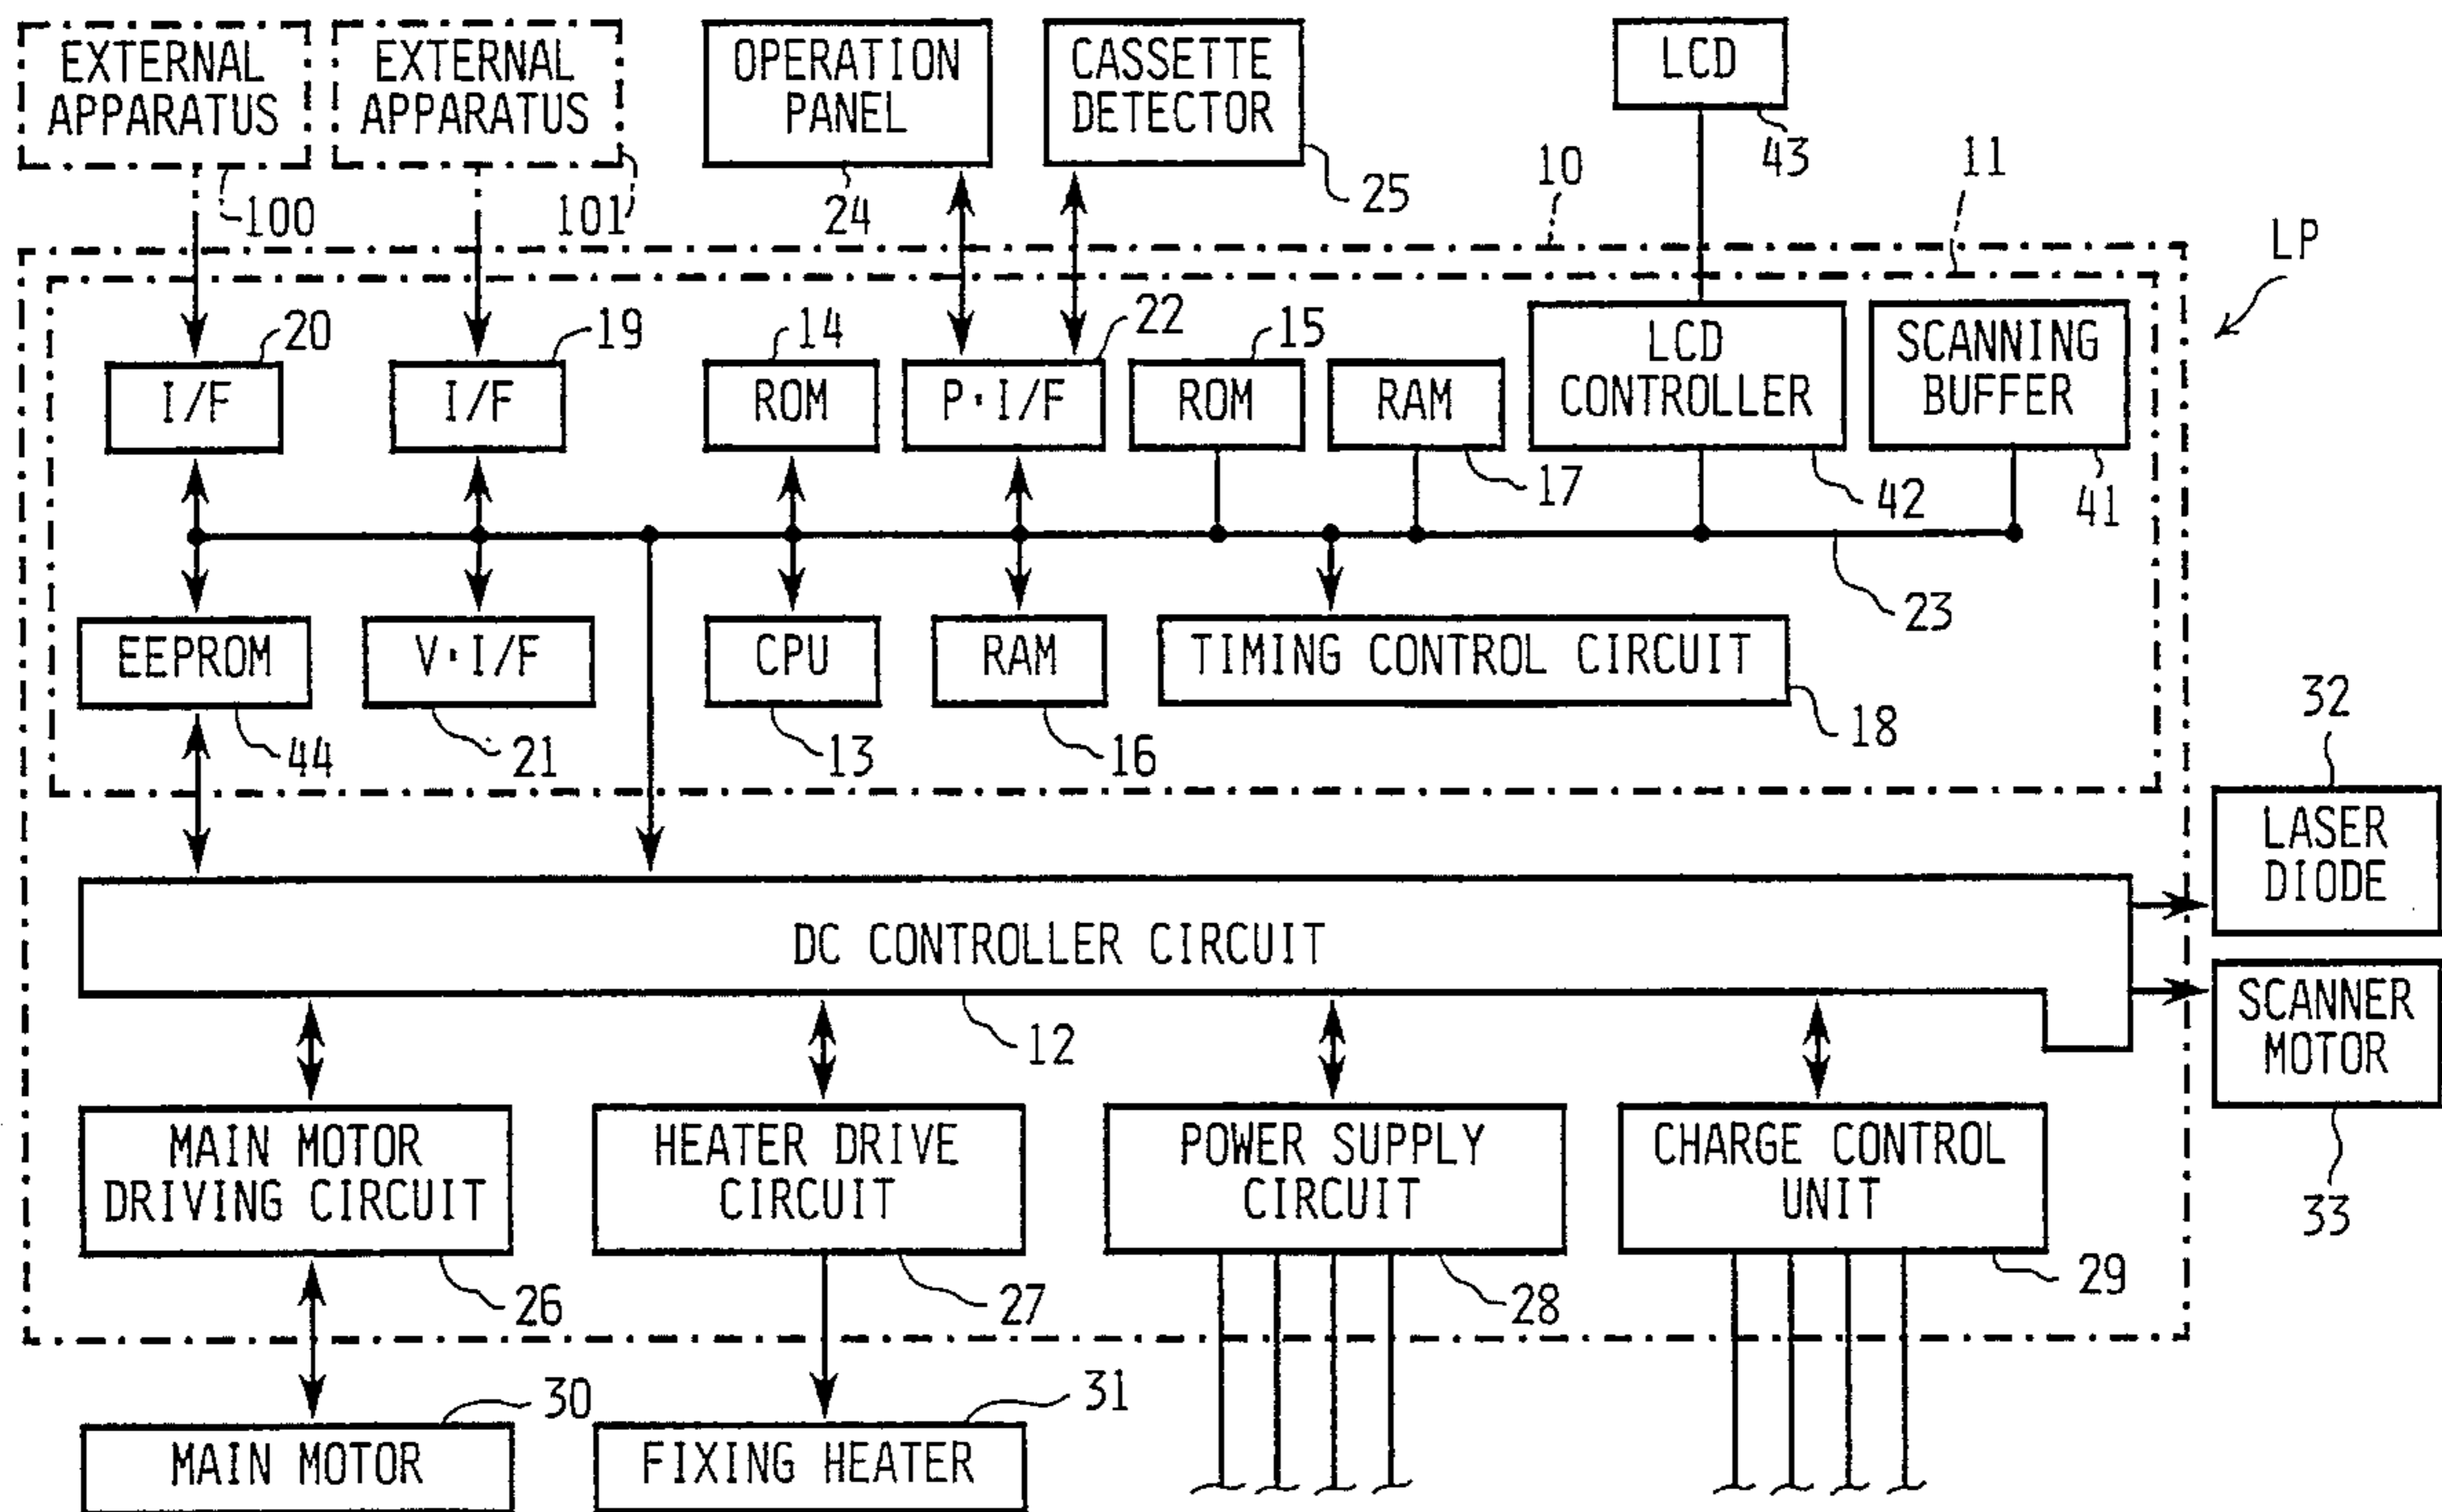 EXTERNAL
APPARATUS
EXTERNAL
APPARATUS
OPERATION
PANEL
CASSETTE
DETECTOR
LCD
100
101
24
25
43
10
11
LP
20
19
14
22
15
I/F
I/F
ROM
P·I/F
ROM
RAM
LCD
CONTROLLER
SCANNING
BUFFER
17
42
41
23
EEPROM
V·I/F
CPU
RAM
TIMING CONTROL CIRCUIT
44
21
13
16
18
32
LASER
DIODE
DC CONTROLLER CIRCUIT
12
SCANNER
MOTOR
33
MAIN MOTOR
DRIVING CIRCUIT
HEATER DRIVE
CIRCUIT
POWER SUPPLY
CIRCUIT
CHARGE CONTROL
UNIT
26
27
28
29
30
31
MAIN MOTOR
FIXING HEATER